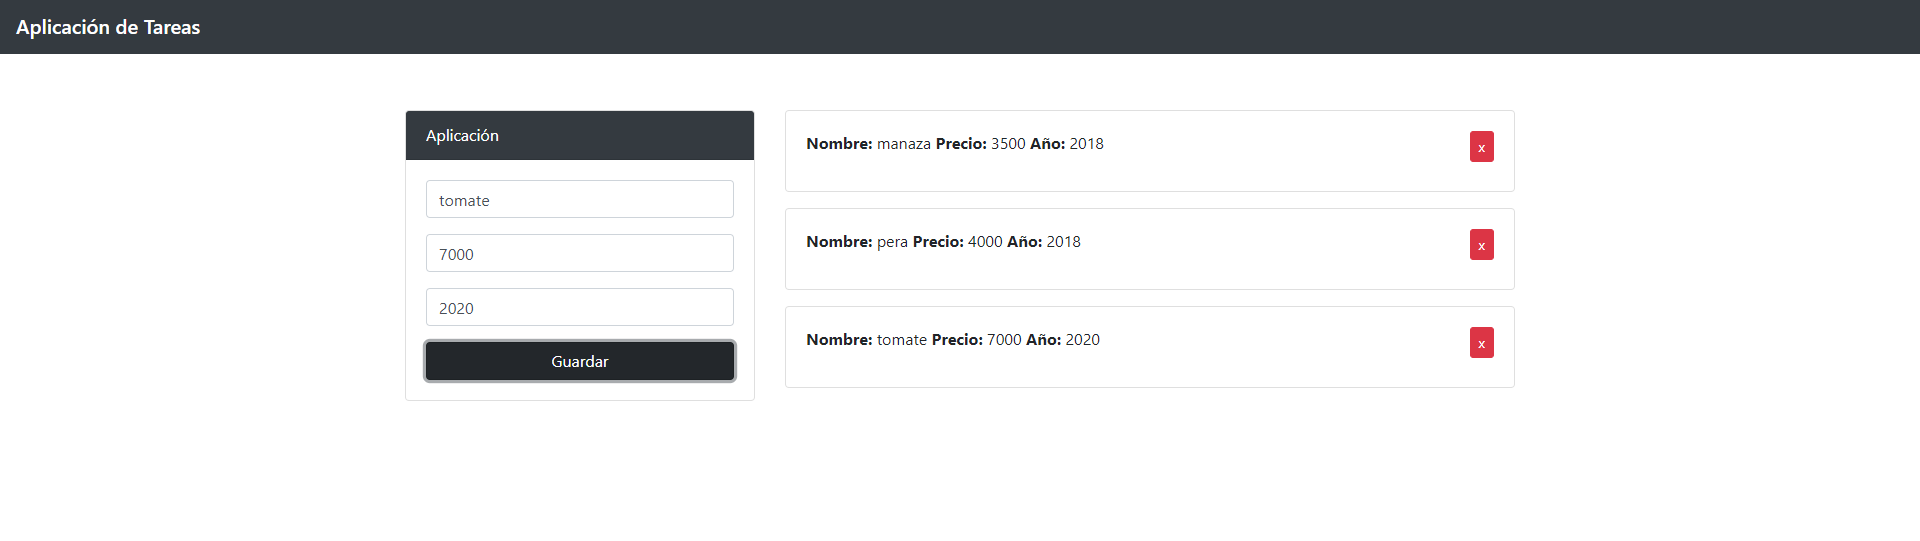 Aplicación de Tareas
Aplicación
tomate
7000
2020
Guardar
Nombre: manaza Precio: 3500 Año: 2018
x
Nombre: pera Precio: 4000 Año: 2018
x
Nombre: tomate Precio: 7000 Año: 2020
x